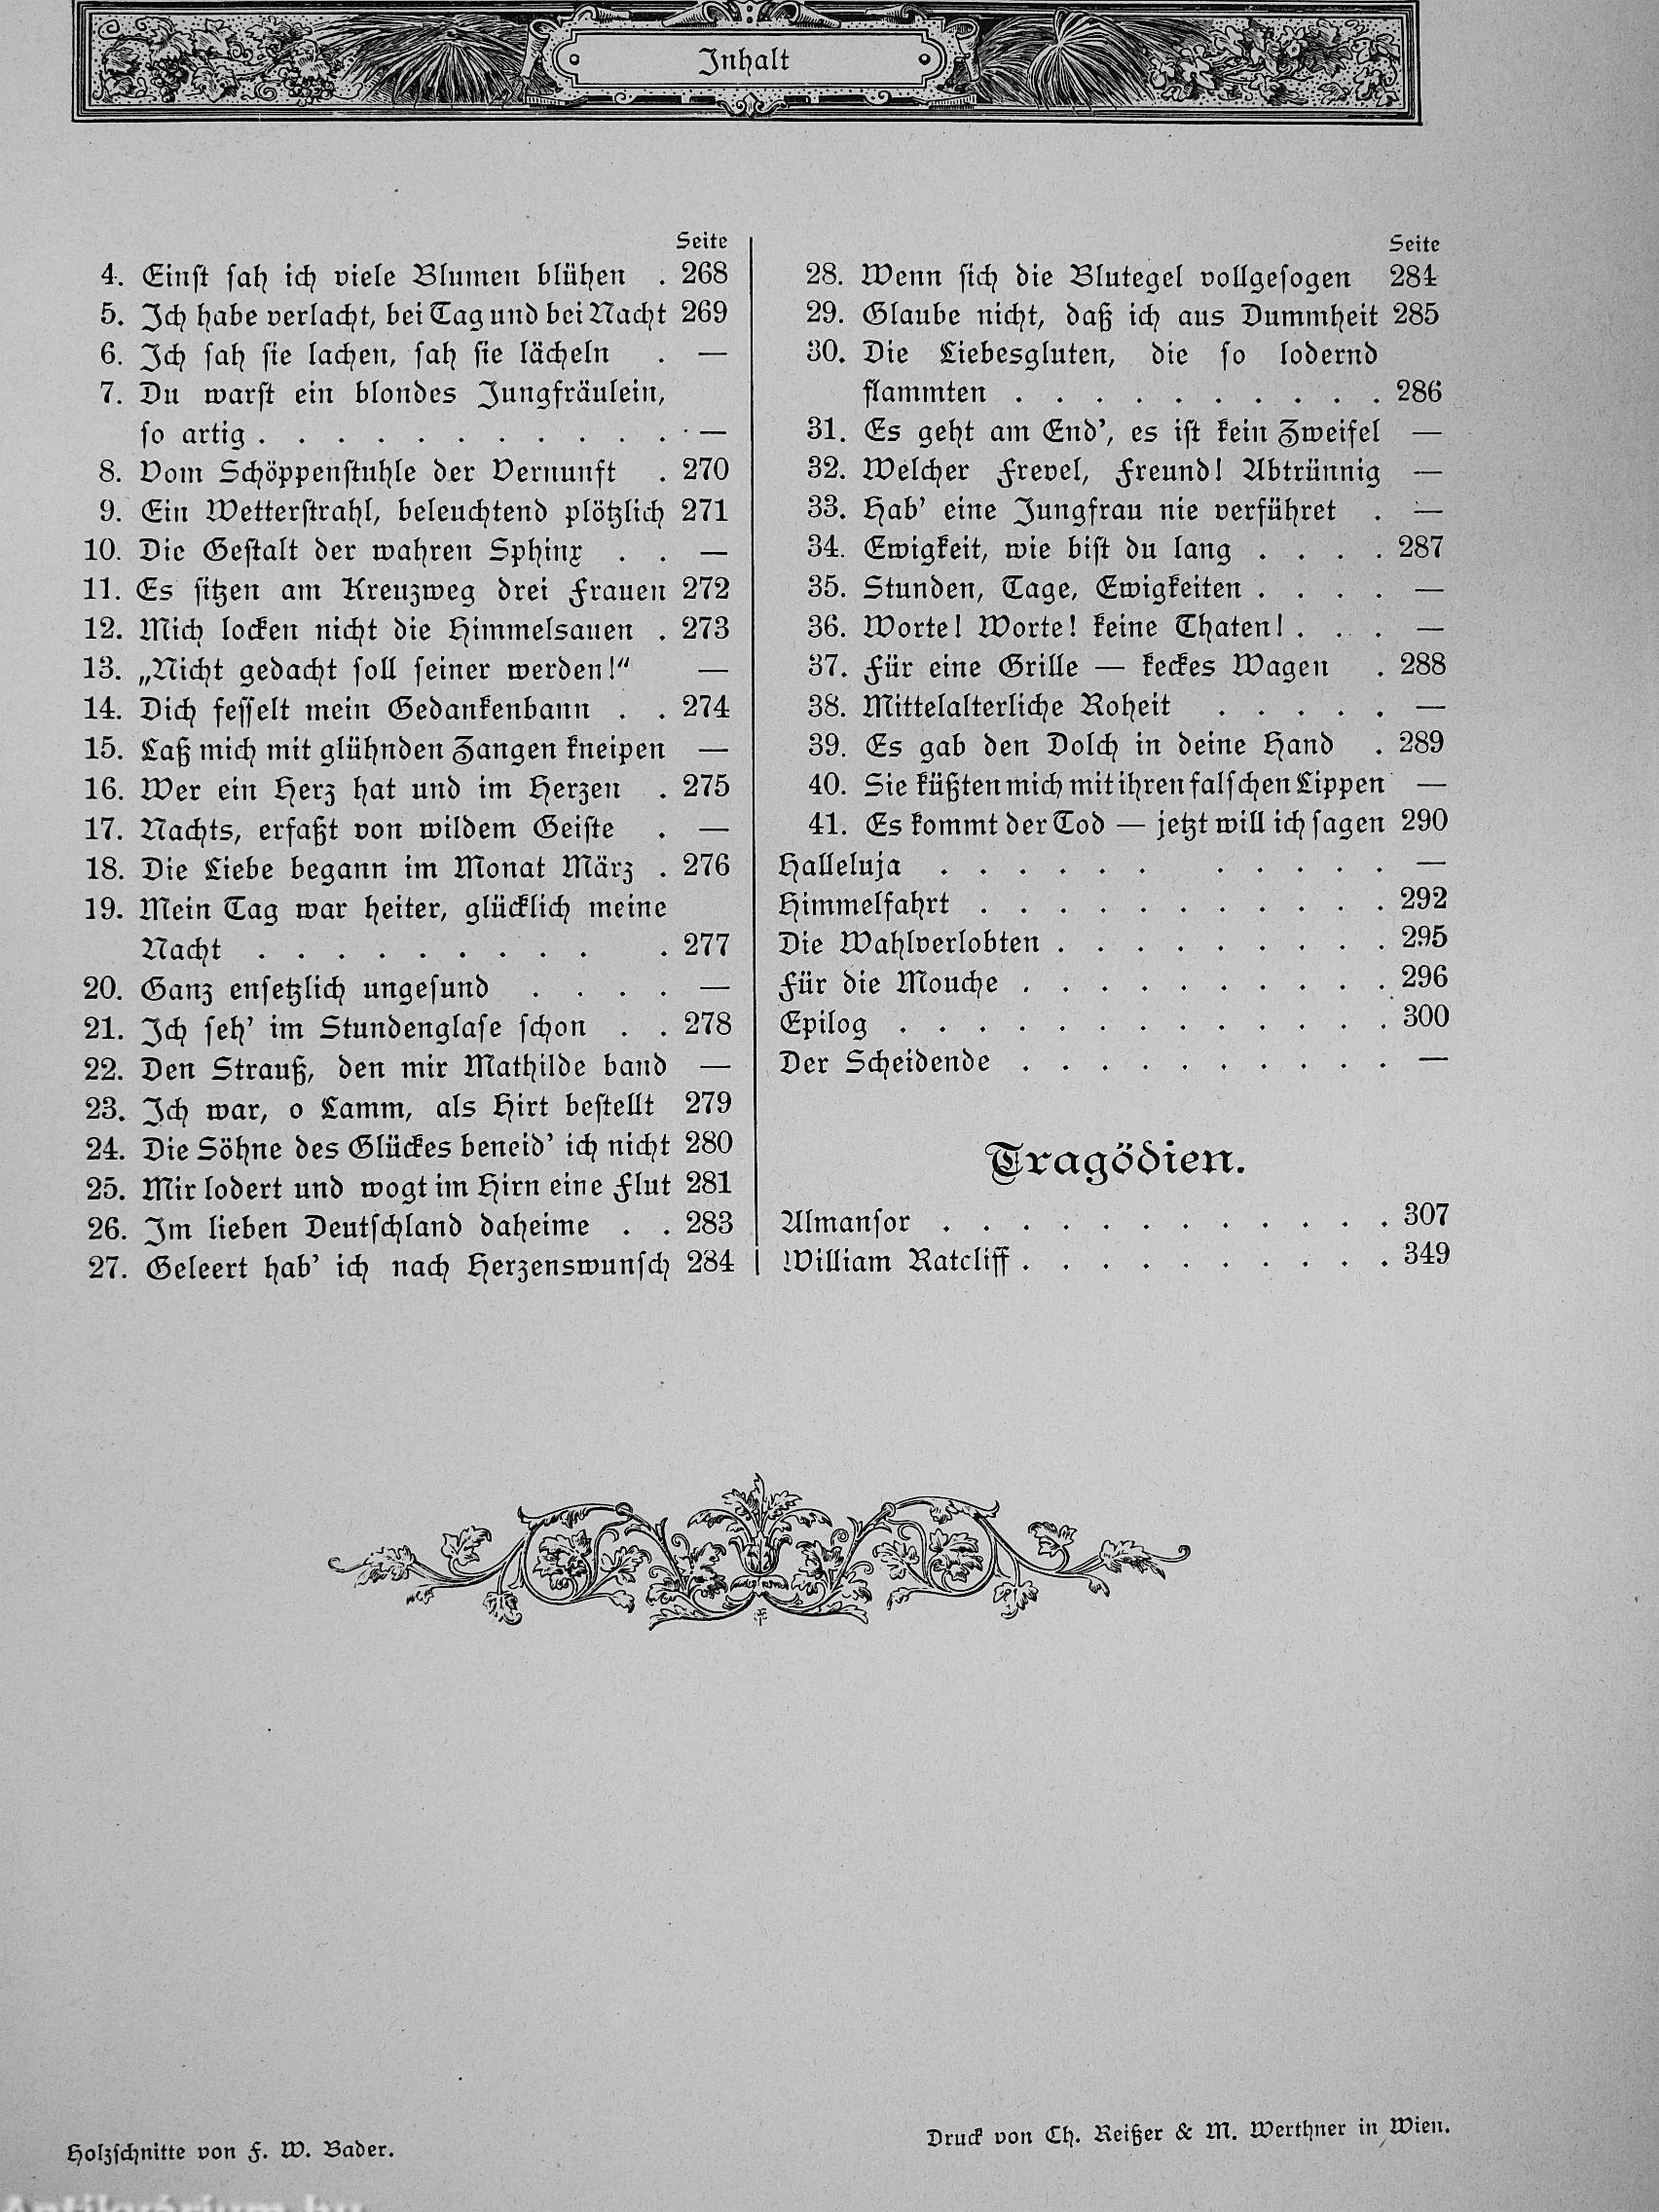 Inhalt
Seite
4. Einſt ſah ich viele Blumen blühen . 268
5. Ich habe verlacht, bei Tag und bei Nacht 269
6. Ich ſah ſie lachen, ſah ſie lächeln . —
7. Du warſt ein blondes Jungfräulein,
ſo artig . . . . . . . . . . . . —
8. Vom Schöppenſtuhle der Vernunft . 270
9. Ein Wetterſtrahl, beleuchtend plötzlich 271
10. Die Geſtalt der wahren Sphinx . . —
11. Es ſitzen am Kreuzweg drei Frauen 272
12. Mich locken nicht die Himmelsauen . 273
13. „Nicht gedacht ſoll ſeiner werden!“ —
14. Dich feſſelt mein Gedankenbann . . 274
15. Laß mich mit glühnden Zangen kneipen —
16. Wer ein Herz hat und im Herzen . 275
17. Nachts, erfaßt von wildem Geiſte . —
18. Die Liebe begann im Monat März . 276
19. Mein Tag war heiter, glücklich meine
Nacht . . . . . . . . . . 277
20. Ganz enſetzlich ungeſund . . . . —
21. Ich ſeh’ im Stundenglaſe ſchon . . 278
22. Den Strauß, den mir Mathilde band —
23. Ich war, o Lamm, als Hirt beſtellt 279
24. Die Söhne des Glückes beneid’ ich nicht 280
25. Mir lodert und wogt im Hirn eine Flut 281
26. Im lieben Deutſchland daheime . . 283
27. Geleert hab’ ich nach Herzenswunſch 284
Seite
28. Wenn ſich die Blutegel vollgeſogen 284
29. Glaube nicht, daß ich aus Dummheit 285
30. Die Liebesgluten, die ſo lodernd
flammten . . . . . . . . . . 286
31. Es geht am End’, es iſt kein Zweifel —
32. Welcher Frevel, Freund! Abtrünnig —
33. Hab’ eine Jungfrau nie verführet . —
34. Ewigkeit, wie biſt du lang . . . . 287
35. Stunden, Tage, Ewigkeiten . . . . —
36. Worte! Worte! keine Thaten! . . . —
37. Für eine Grille — keckes Wagen . 288
38. Mittelalterliche Roheit . . . . . —
39. Es gab den Dolch in deine Hand . 289
40. Sie küßten mich mit ihren falſchen Lippen —
41. Es kommt der Tod — jetzt will ich ſagen 290
Halleluja . . . . . . . . . . . —
Himmelfahrt . . . . . . . . . . . 292
Die Wahlverlobten . . . . . . . . . 295
Für die Mouche . . . . . . . . . . 296
Epilog . . . . . . . . . . . . . 300
Der Scheidende . . . . . . . . . . —
Tragödien.
Almanſor . . . . . . . . . . . . 307
William Ratcliff . . . . . . . . . . 349
Holzſchnitte von F. W. Bader.
Druck von Ch. Reißer & M. Werthner in Wien.
Antikvárium.hu